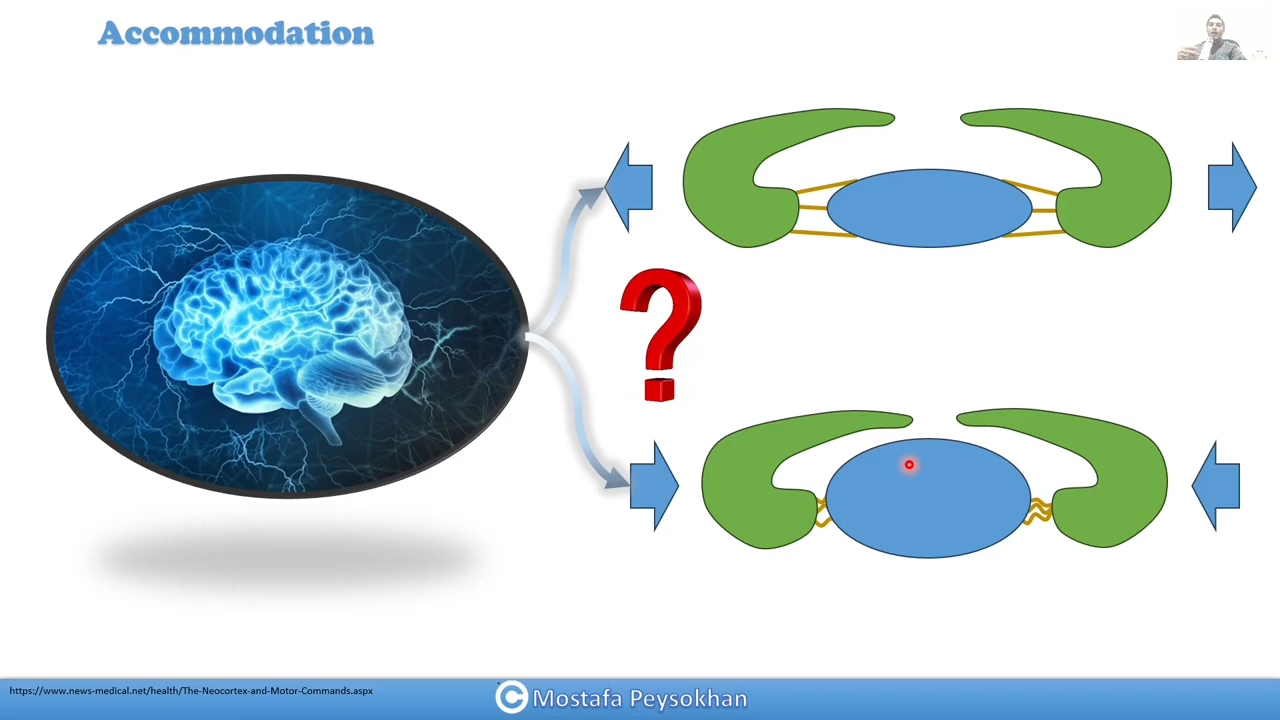 Accommodation
?
https://www.news-medical.net/health/The-Neocortex-and-Motor-Commands.aspx
© Mostafa Peysokhan